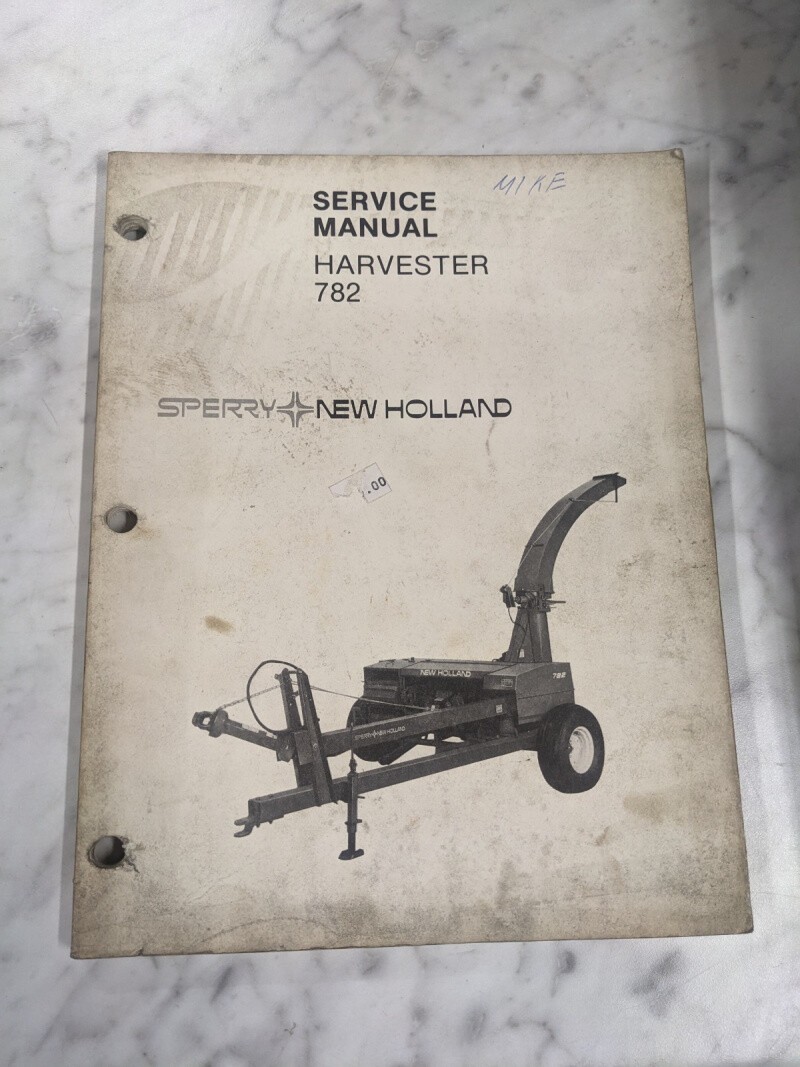 MIKE
SERVICE
MANUAL
HARVESTER
782
SPERRY NEW HOLLAND
.00
NEW HOLLAND
782
SPERRY NEW HOLLAND